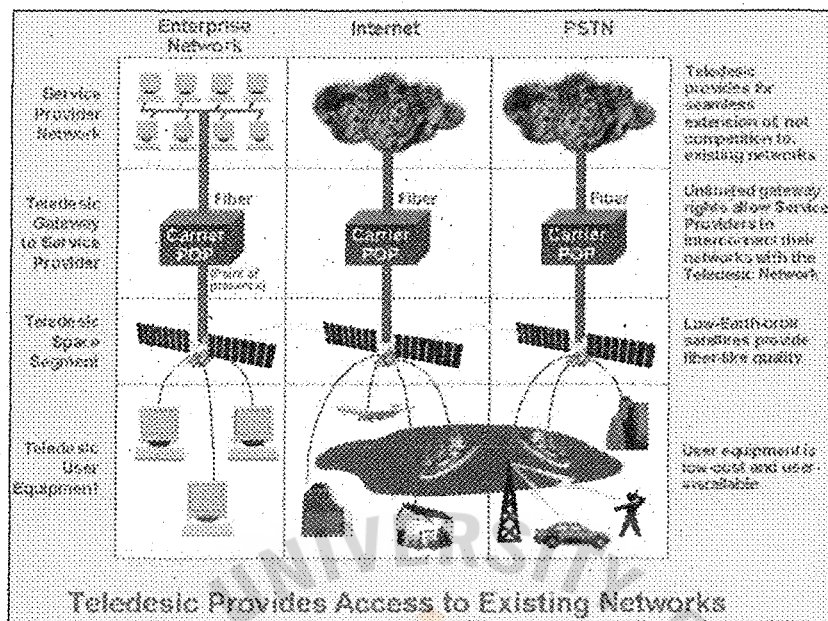 Enterprise
Network
Internet
PSTN
Service
Provider
Network
Teledesic
provides for
seamless
extension of, not
competition to,
existing networks
Teledesic
Gateway
to Service
Provider
Fiber
Carrier
POP
(Point of
presence)
Fiber
Carrier
POP
Fiber
Carrier
POP
Unlimited gateway
rights allow Service
Providers to
interconnect their
networks with the
Teledesic Network
Teledesic
Space
Segment
Low-Earth-orbit
satellites provide
fiber-like quality
Teledesic
User
Equipment
User equipment is
low-cost and user-
installable
UNIVERSITY
Teledesic Provides Access to Existing Networks